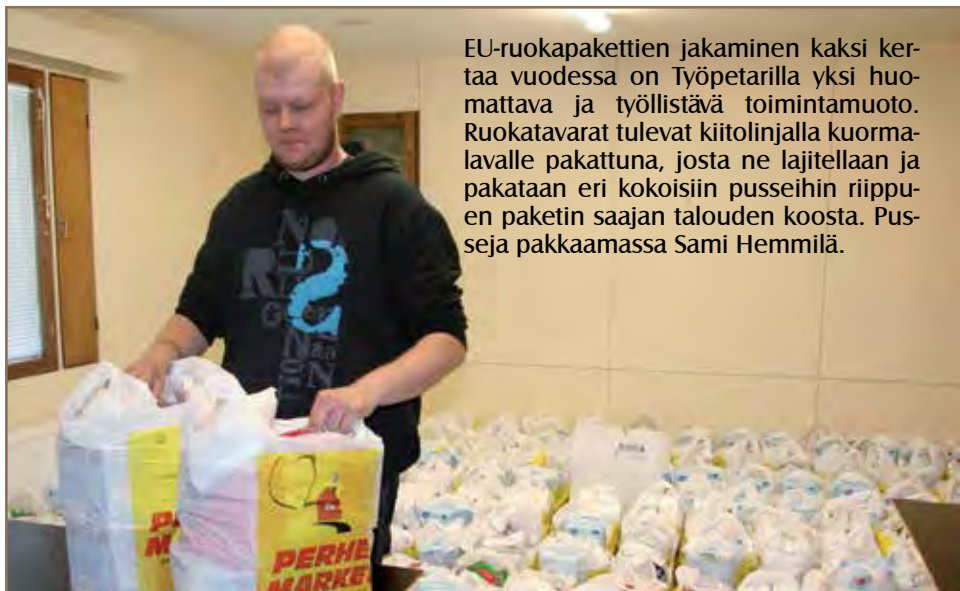 EU-ruokapakettien jakaminen kaksi ker-
taa vuodessa on Työpetarilla yksi huo-
mattava ja työllistävä toimintamuoto.
Ruokatavarat tulevat kiitolinjalla kuorma-
lavalle pakattuna, josta ne lajitellaan ja
pakataan eri kokoisiin pusseihin riippu-
en paketin saajan talouden koosta. Pus-
seja pakkaamassa Sami Hemmilä.
PERHE
MARKE